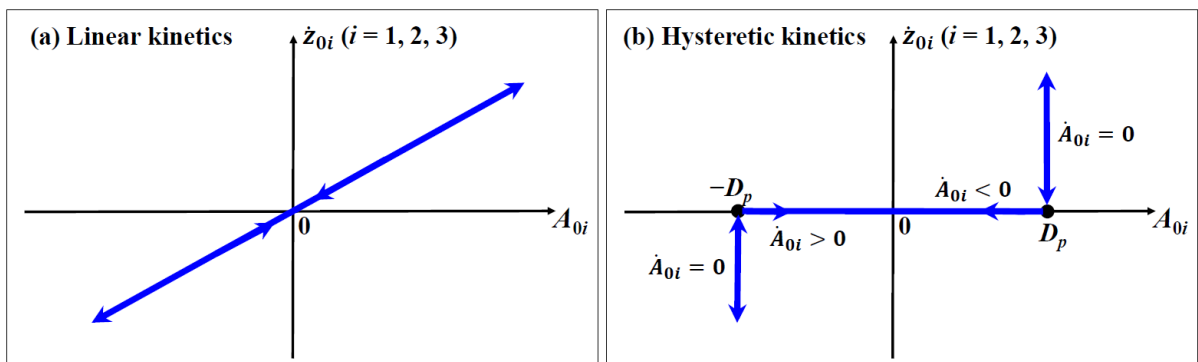 (a) Linear kinetics
ż₀ᵢ (i = 1, 2, 3)
0
A₀ᵢ
(b) Hysteretic kinetics
ż₀ᵢ (i = 1, 2, 3)
Ȧ₀ᵢ = 0
−Dₚ
Ȧ₀ᵢ < 0
0
Dₚ
A₀ᵢ
Ȧ₀ᵢ > 0
Ȧ₀ᵢ = 0